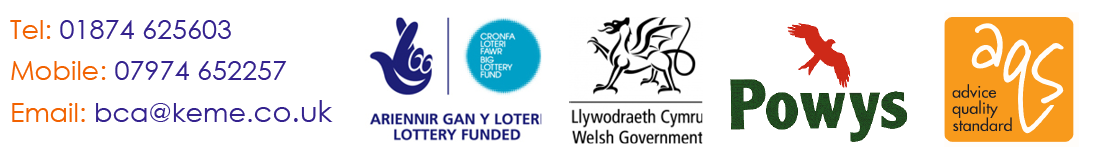 Tel: 01874 625603
Mobile: 07974 652257
Email: bca@keme.co.uk
CRONFA
LOTERI
FAWR
BIG
LOTTERY
FUND
ARIENNIR GAN Y LOTERI
LOTTERY FUNDED
Llywodraeth Cymru
Welsh Government
Powys
aqs
advice
quality
standard